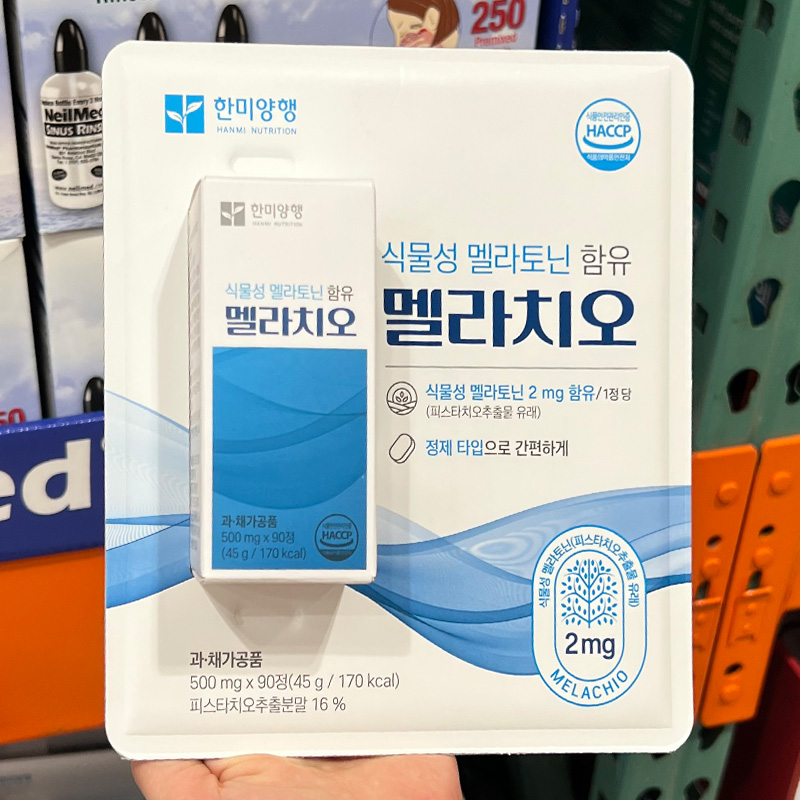 250
Premixed
NeilMed
SINUS RINSE
한미양행
HANMI NUTRITION
식품안전관리인증
HACCP
식품의약품안전처
한미양행
HANMI NUTRITION
식물성 멜라토닌 함유
멜라치오
과·채가공품
500 mg x 90정
(45 g / 170 kcal)
HACCP
식물성 멜라토닌 함유
멜라치오
식물성 멜라토닌 2 mg 함유/1정당
(피스타치오추출물 유래)
정제 타입으로 간편하게
식물성 멜라토닌(피스타치오추출물 유래)
2mg
MELACHIO
과·채가공품
500 mg x 90정(45 g / 170 kcal)
피스타치오추출분말 16 %
50
ed